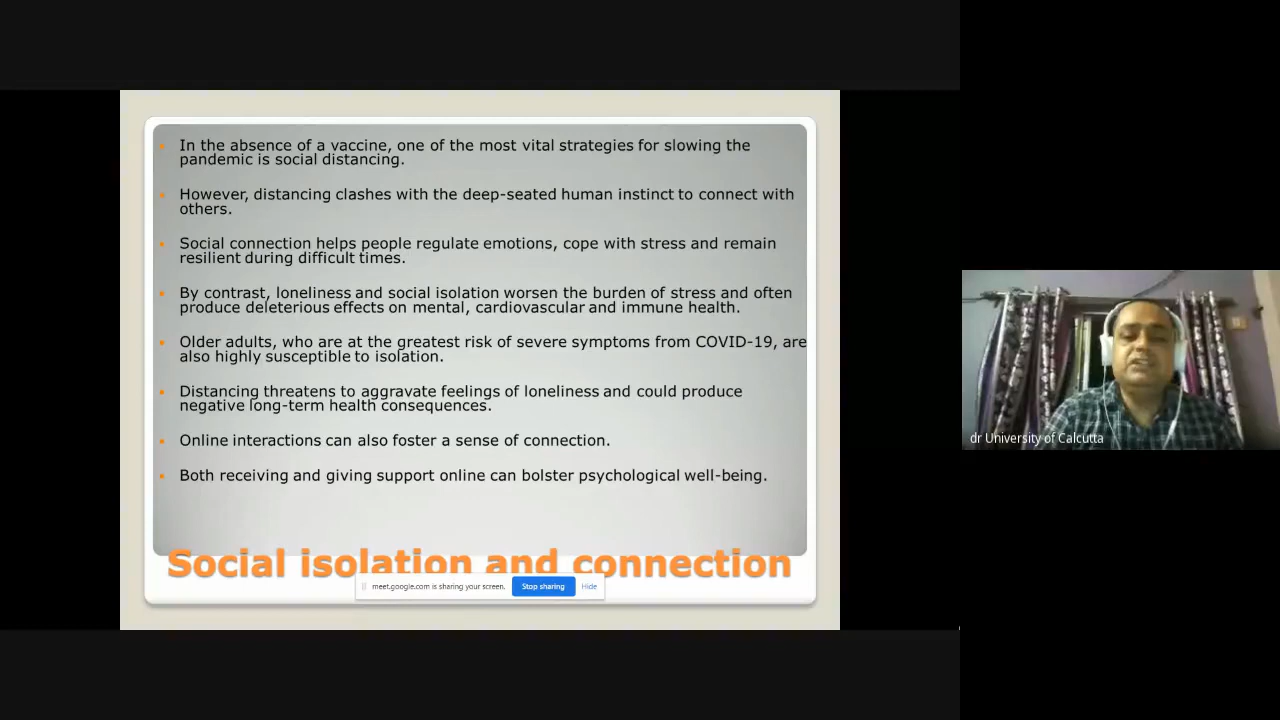 In the absence of a vaccine, one of the most vital strategies for slowing the
pandemic is social distancing.
However, distancing clashes with the deep-seated human instinct to connect with
others.
Social connection helps people regulate emotions, cope with stress and remain
resilient during difficult times.
By contrast, loneliness and social isolation worsen the burden of stress and often
produce deleterious effects on mental, cardiovascular and immune health.
Older adults, who are at the greatest risk of severe symptoms from COVID-19, are
also highly susceptible to isolation.
Distancing threatens to aggravate feelings of loneliness and could produce
negative long-term health consequences.
Online interactions can also foster a sense of connection.
Both receiving and giving support online can bolster psychological well-being.
Social isolation and connection
meet.google.com is sharing your screen. Stop sharing Hide
dr University of Calcutta